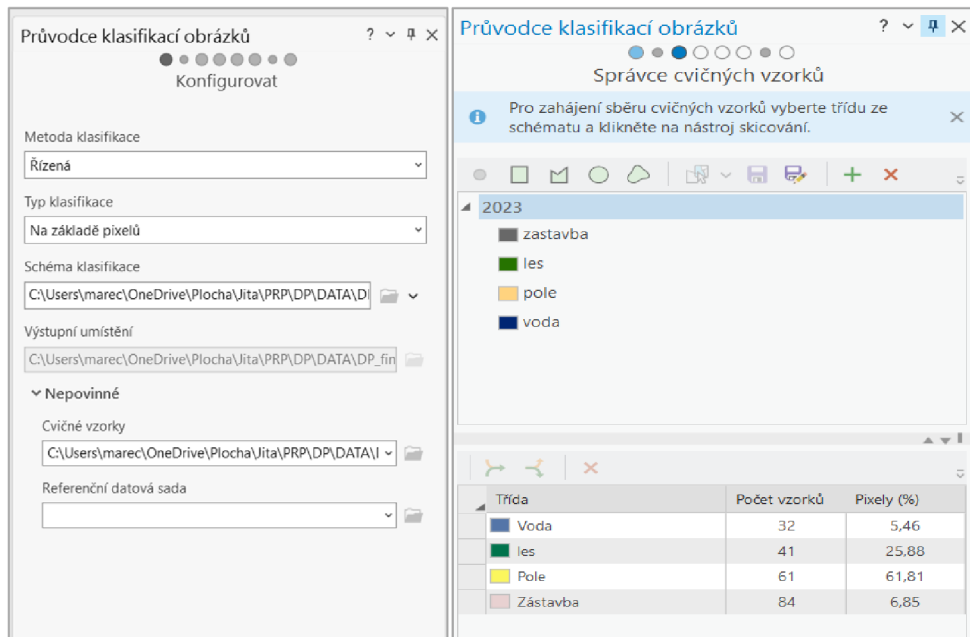 Průvodce klasifikací obrázků
Konfigurovat
Metoda klasifikace
Řízená
Typ klasifikace
Na základě pixelů
Schéma klasifikace
C:\Users\marec\OneDrive\Plocha\Jita\PRP\DP\DATA\DI
Výstupní umístění
C:\Users\marec\OneDrive\Plocha\Jita\PRP\DP\DATA\DP_fin
Nepovinné
Cvičné vzorky
C:\Users\marec\OneDrive\Plocha\Jita\PRP\DP\DATA\I
Referenční datová sada
Průvodce klasifikací obrázků
Správce cvičných vzorků
Pro zahájení sběru cvičných vzorků vyberte třídu ze
schématu a klikněte na nástroj skicování.
2023
zastavba
les
pole
voda
Třída Počet vzorků Pixely (%)
Voda 32 5,46
les 41 25,88
Pole 61 61,81
Zástavba 84 6,85